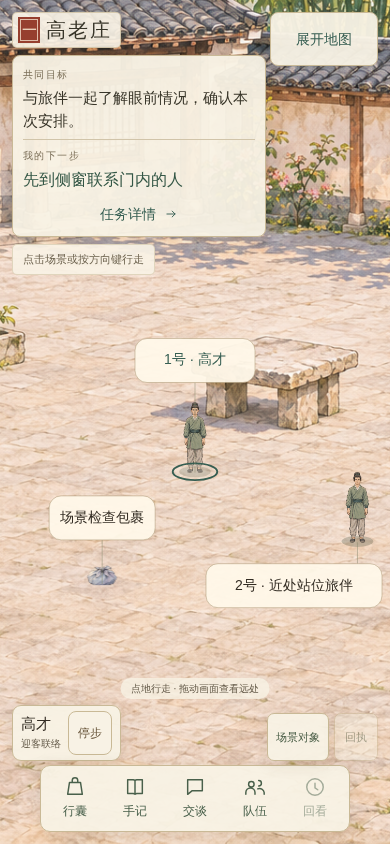 高老庄
展开地图
共同目标
与旅伴一起了解眼前情况，确认本
次安排。
我的下一步
先到侧窗联系门内的人
任务详情 →
点击场景或按方向键行走
1号 · 高才
场景检查包裹
2号 · 近处站位旅伴
点地行走 · 拖动画面查看远处
高才
迎客联络
停步
场景对象
回执
行囊
手记
交谈
队伍
回看